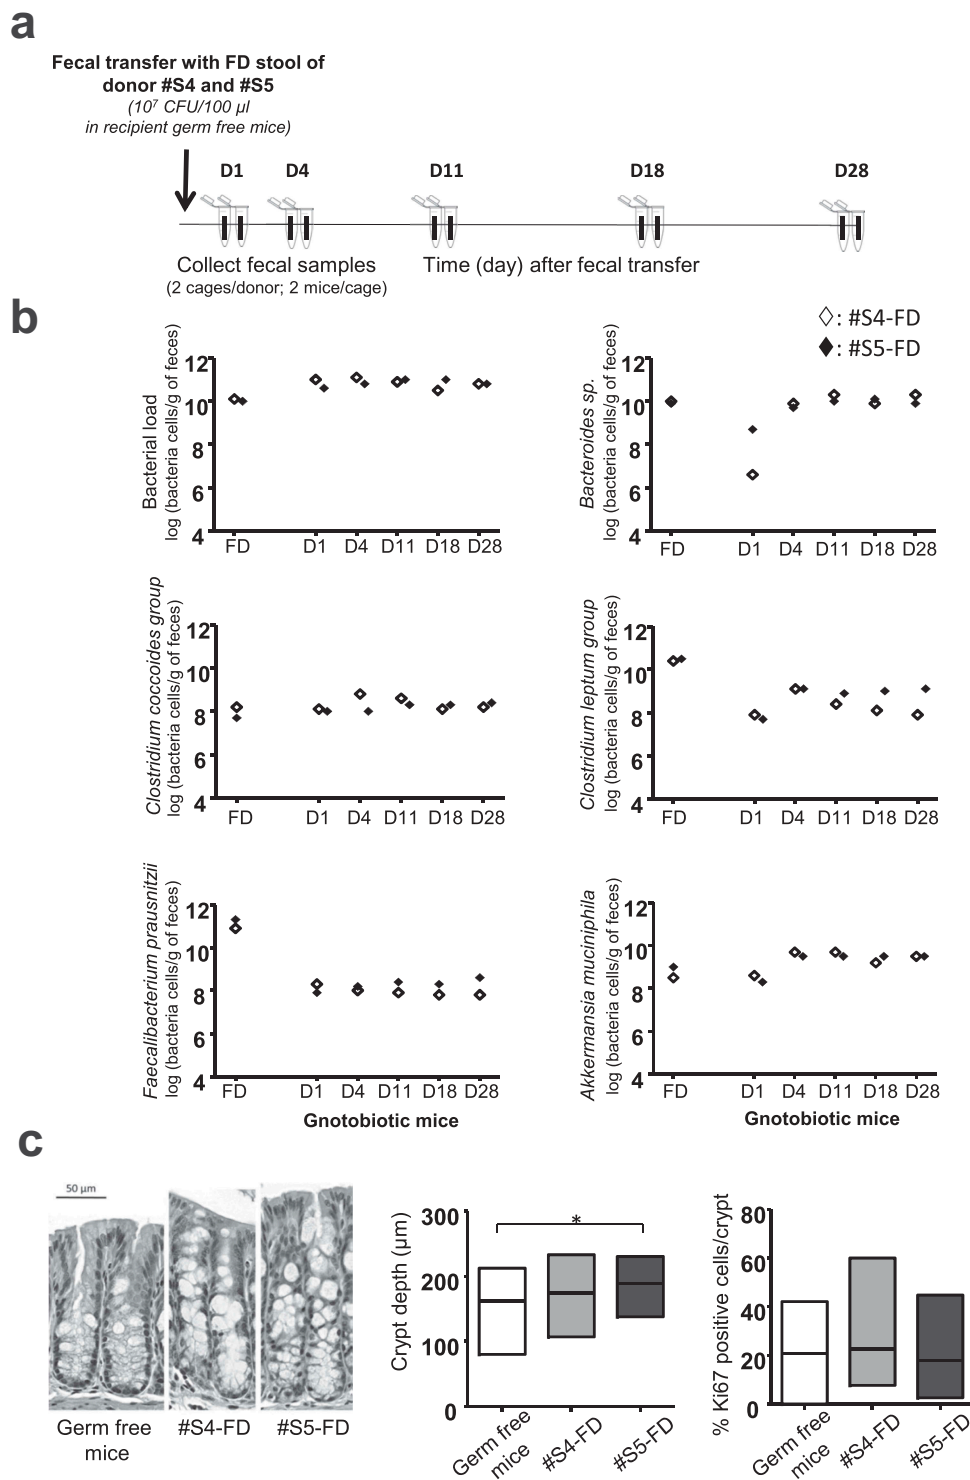 a
Fecal transfer with FD stool of
donor #S4 and #S5
(10⁷ CFU/100 µl
in recipient germ free mice)
D1 D4 D11 D18 D28
Collect fecal samples
(2 cages/donor; 2 mice/cage)
Time (day) after fecal transfer
b
: #S4-FD
: #S5-FD
Bacterial load
log (bacteria cells/g of feces)
12
10
8
6
4
FD D1 D4 D11 D18 D28
Bacteroides sp.
log (bacteria cells/g of feces)
12
10
8
6
4
FD D1 D4 D11 D18 D28
Clostridium coccoides group
log (bacteria cells/g of feces)
12
10
8
6
4
FD D1 D4 D11 D18 D28
Clostridium leptum group
log (bacteria cells/g of feces)
12
10
8
6
4
FD D1 D4 D11 D18 D28
Faecalibacterium prausnitzii
log (bacteria cells/g of feces)
12
10
8
6
4
FD D1 D4 D11 D18 D28
Gnotobiotic mice
Akkermansia muciniphila
log (bacteria cells/g of feces)
12
10
8
6
4
FD D1 D4 D11 D18 D28
Gnotobiotic mice
c
50 µm
Germ free
mice
#S4-FD
#S5-FD
Crypt depth (µm)
300
200
100
0
*
Germ free
mice
#S4-FD
#S5-FD
% Ki67 positive cells/crypt
80
60
40
20
0
Germ free
mice
#S4-FD
#S5-FD